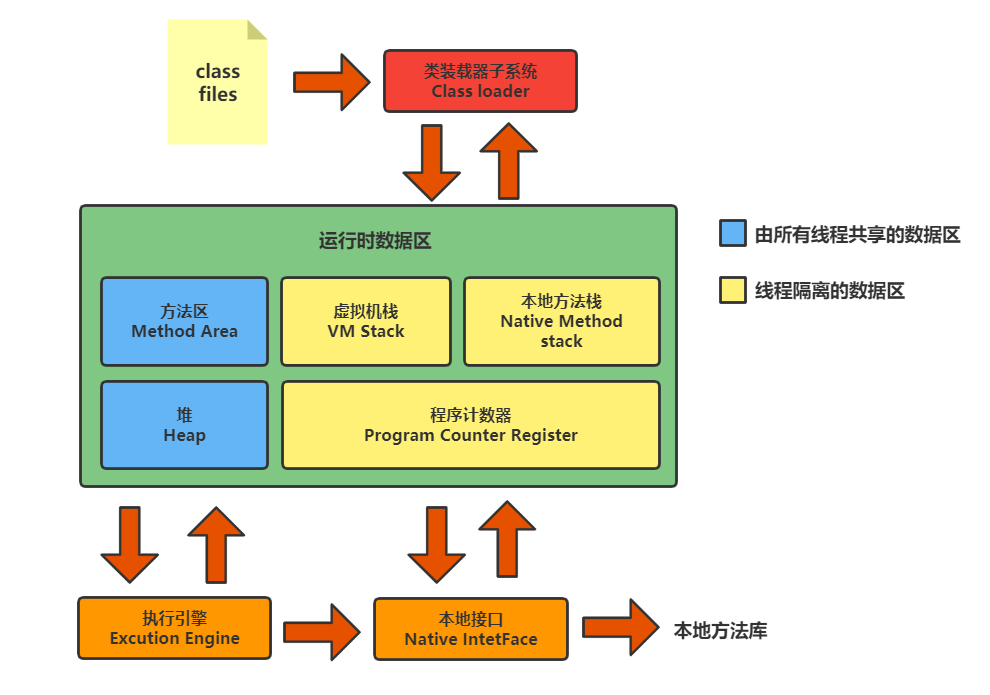 class
files
类装载器子系统
Class loader
运行时数据区
由所有线程共享的数据区
线程隔离的数据区
方法区
Method Area
虚拟机栈
VM Stack
本地方法栈
Native Method
stack
堆
Heap
程序计数器
Program Counter Register
执行引擎
Excution Engine
本地接口
Native IntetFace
本地方法库